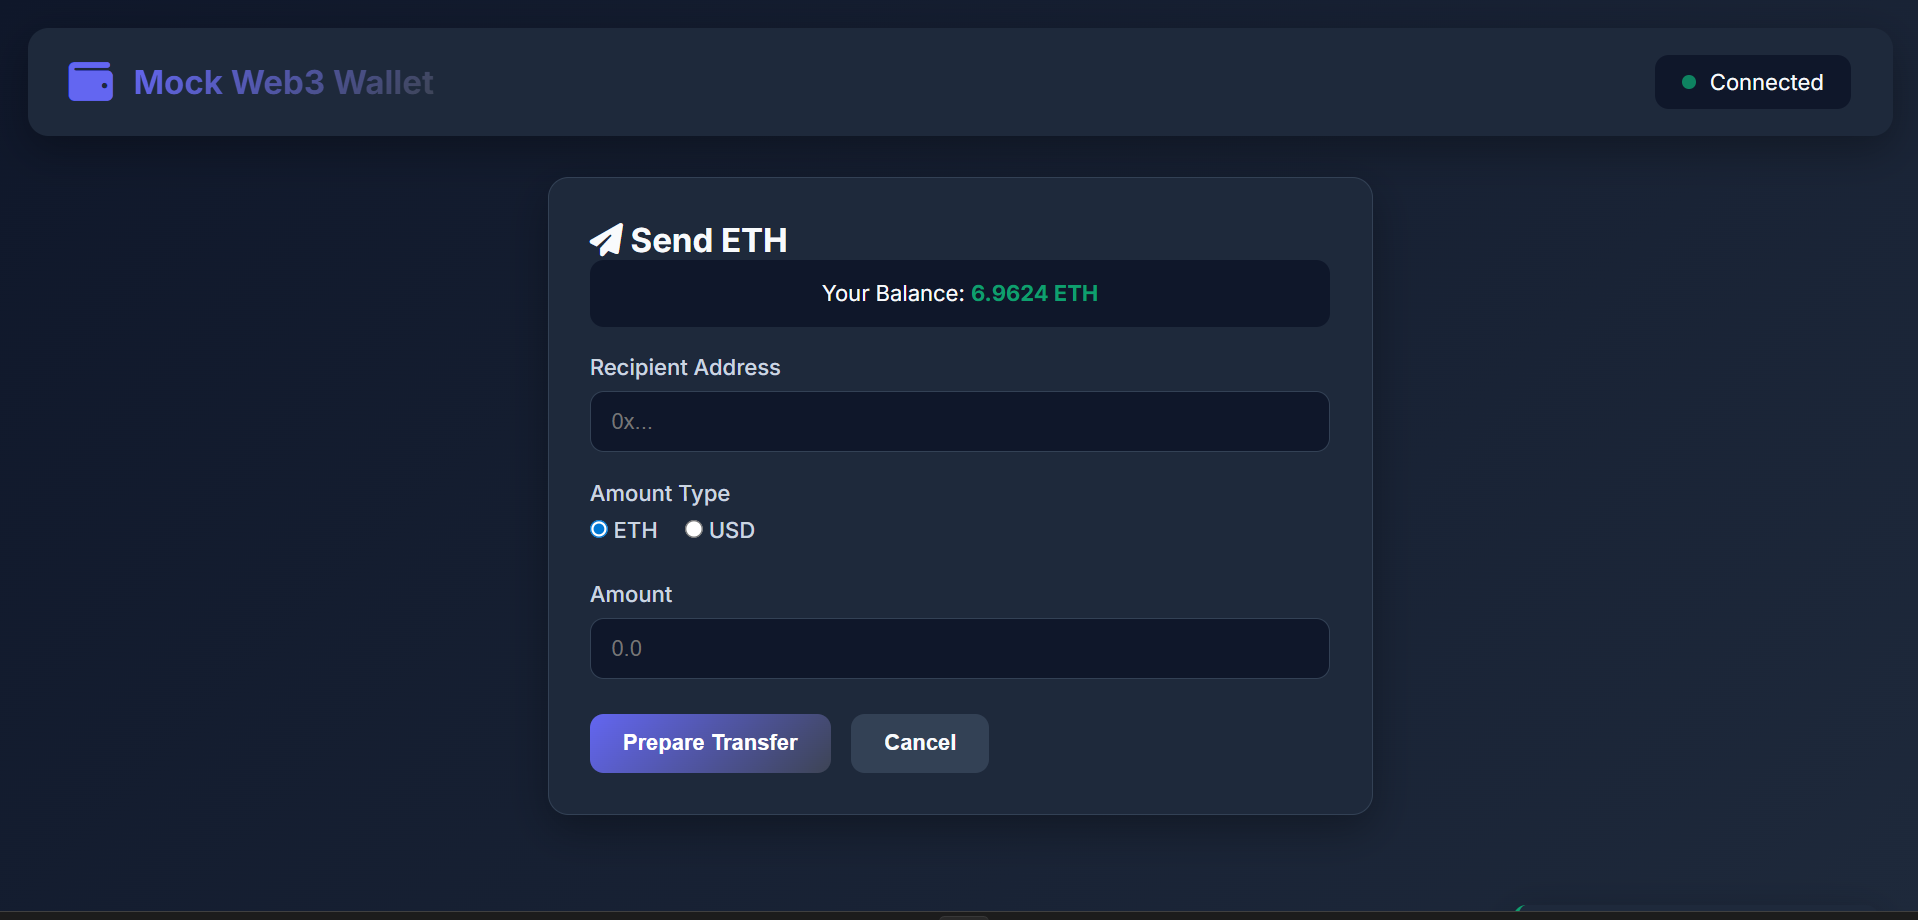 Mock Web3 Wallet
Connected
Send ETH
Your Balance: 6.9624 ETH
Recipient Address
0x...
Amount Type
ETH USD
Amount
0.0
Prepare Transfer Cancel